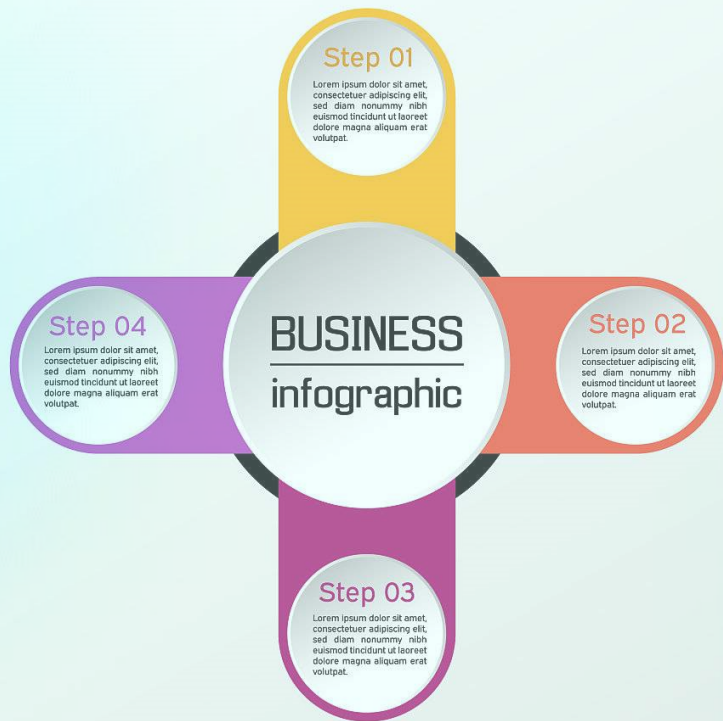 Step 01
Lorem ipsum dolor sit amet,
consectetuer adipiscing elit,
sed diam nonummy nibh
euismod tincidunt ut laoreet
dolore magna aliquam erat
volutpat.
Step 04
Lorem ipsum dolor sit amet,
consectetuer adipiscing elit,
sed diam nonummy nibh
euismod tincidunt ut laoreet
dolore magna aliquam erat
volutpat.
BUSINESS
infographic
Step 02
Lorem ipsum dolor sit amet,
consectetuer adipiscing elit,
sed diam nonummy nibh
euismod tincidunt ut laoreet
dolore magna aliquam erat
volutpat.
Step 03
Lorem ipsum dolor sit amet,
consectetuer adipiscing elit,
sed diam nonummy nibh
euismod tincidunt ut laoreet
dolore magna aliquam erat
volutpat.